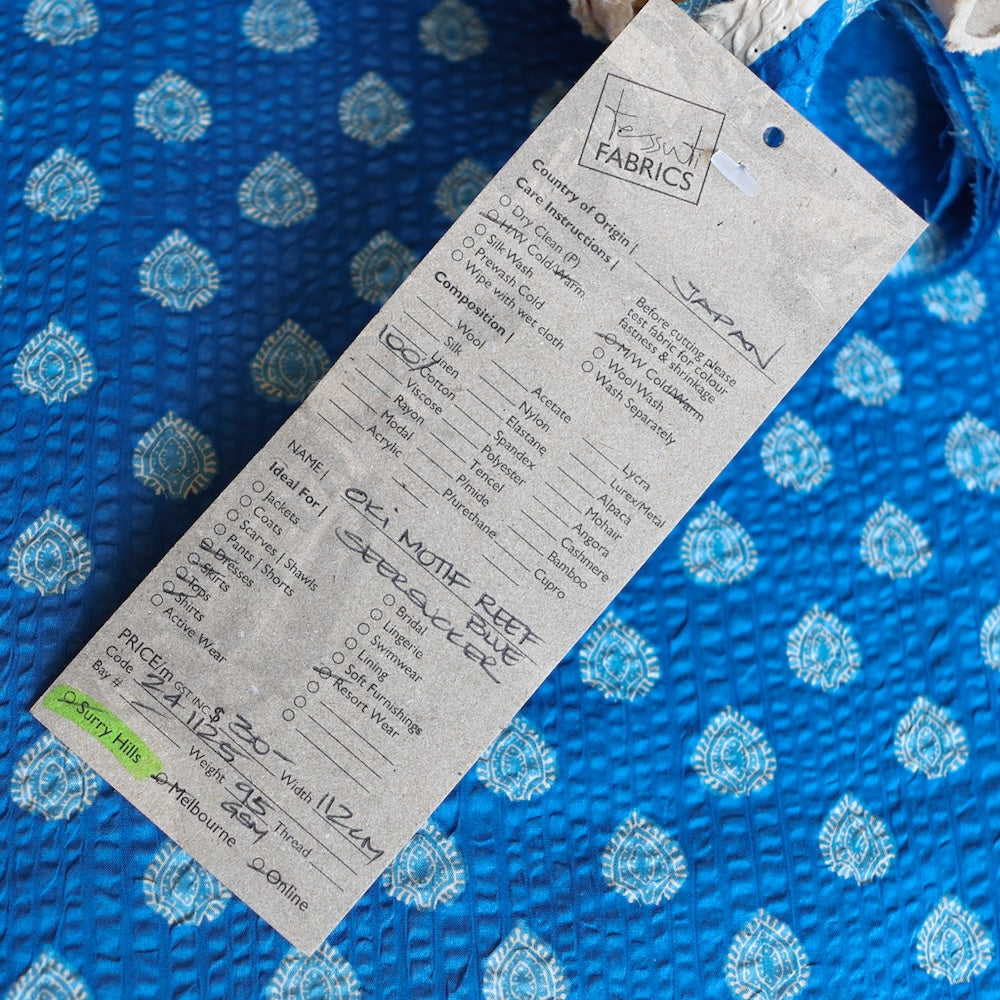 Tessuti
FABRICS
Country of Origin | JAPAN
Care Instructions |
Dry Clean (P)
H/W Cold/Warm
Silk Wash
Prewash Cold
Wipe with wet cloth
Before cutting please
test fabric for colour
fastness & shrinkage
M/W Cold/Warm
Wool Wash
Wash Separately
Composition |
Wool
Silk
Linen
100% Cotton
Viscose
Rayon
Modal
Acrylic
Acetate
Nylon
Elastane
Spandex
Polyester
Tencel
P/mide
P/urethane
Lycra
Lurex/Metal
Alpaca
Mohair
Angora
Cashmere
Bamboo
Cupro
NAME | OKI MOTIF REEF
BLUE
SEERSUCKER
Ideal For |
Jackets
Coats
Scarves | Shawls
Pants | Shorts
Dresses
Skirts
Tops
Shirts
Active Wear
Bridal
Lingerie
Swimwear
Lining
Soft Furnishings
Resort Wear
PRICE/m GST INC $ 30-
Code 24 1125 Width 112CM
Bay # Weight 95 GSM Thread
Surry Hills Melbourne Online